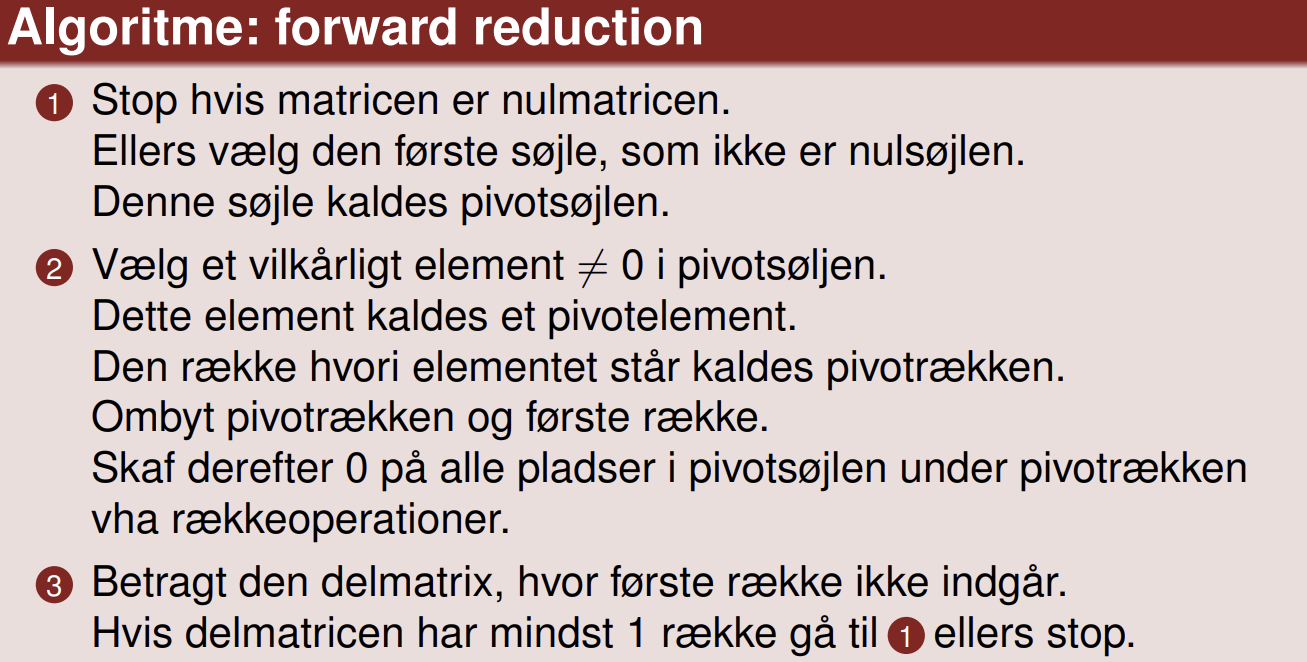 Algoritme: forward reduction
1 Stop hvis matricen er nulmatricen.
Ellers vælg den første søjle, som ikke er nulsøjlen.
Denne søjle kaldes pivotsøjlen.
2 Vælg et vilkårligt element ≠ 0 i pivotsøljen.
Dette element kaldes et pivotelement.
Den række hvori elementet står kaldes pivotrækken.
Ombyt pivotrækken og første række.
Skaf derefter 0 på alle pladser i pivotsøjlen under pivotrækken
vha rækkeoperationer.
3 Betragt den delmatrix, hvor første række ikke indgår.
Hvis delmatricen har mindst 1 række gå til 1 ellers stop.